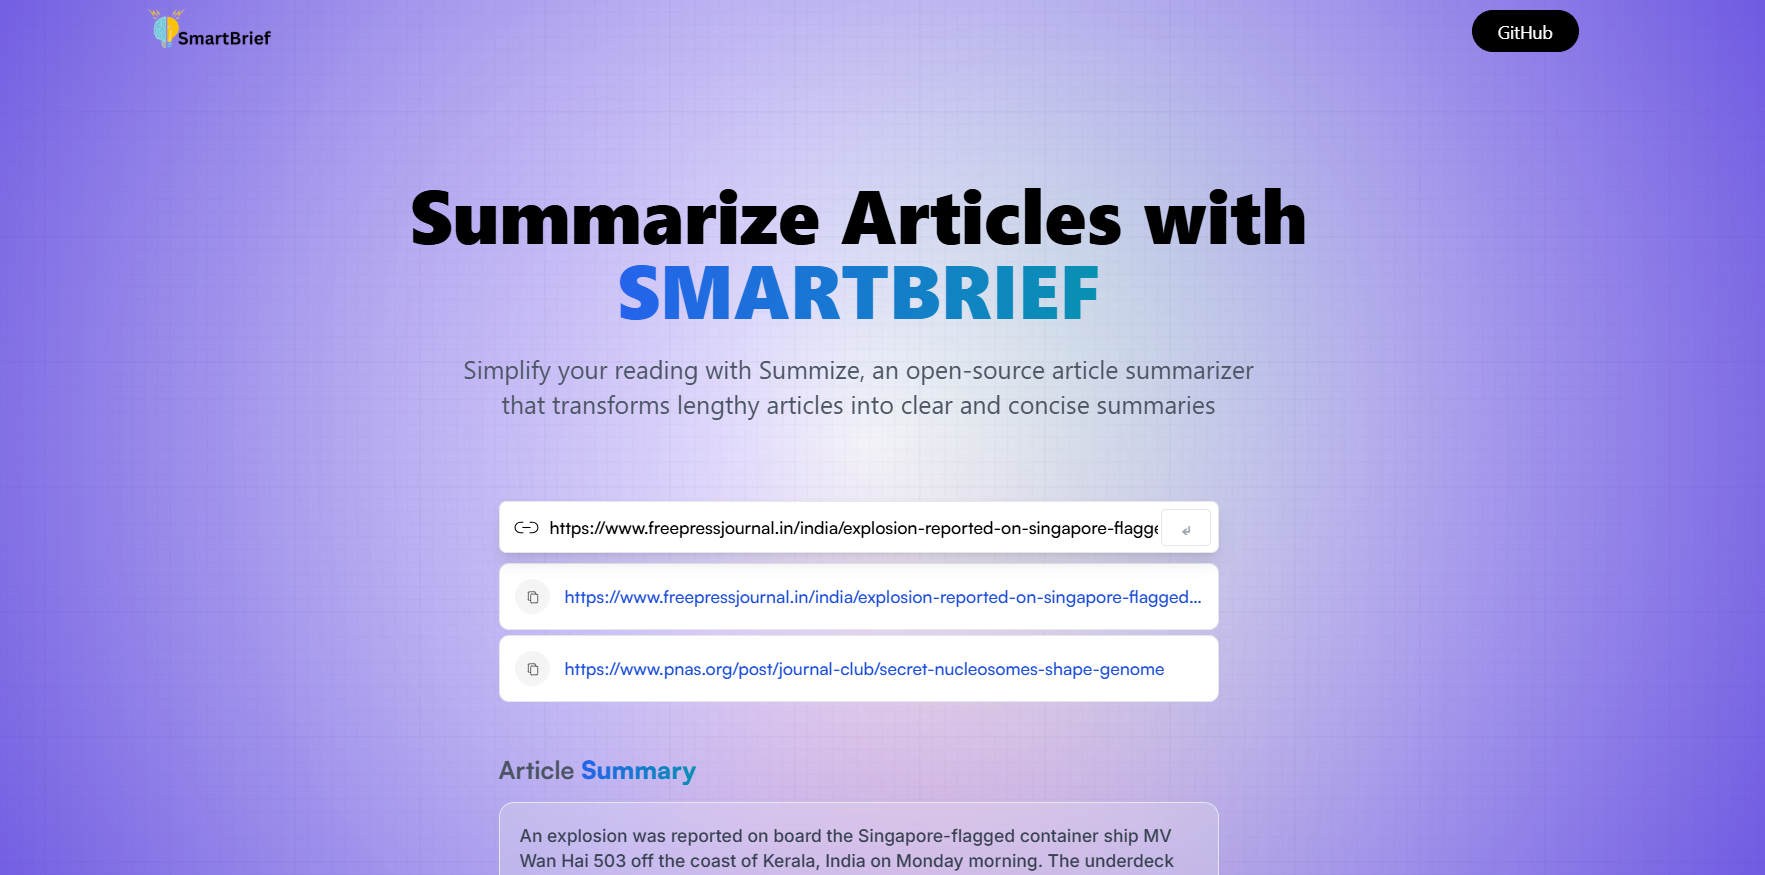 SmartBrief
GitHub
Summarize Articles with
SMARTBRIEF
Simplify your reading with Summize, an open-source article summarizer
that transforms lengthy articles into clear and concise summaries
https://www.freepressjournal.in/india/explosion-reported-on-singapore-flagge
https://www.freepressjournal.in/india/explosion-reported-on-singapore-flagged...
https://www.pnas.org/post/journal-club/secret-nucleosomes-shape-genome
Article Summary
An explosion was reported on board the Singapore-flagged container ship MV
Wan Hai 503 off the coast of Kerala, India on Monday morning. The underdeck